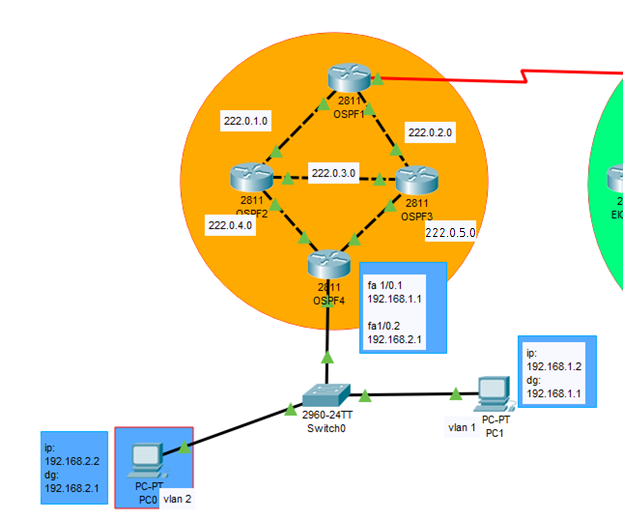 2811
OSPF1
222.0.1.0
222.0.2.0
222.0.3.0
2811
OSPF2
2811
OSPF3
222.0.4.0
222.0.5.0
2811
OSPF4
fa 1/0.1
192.168.1.1
fa1/0.2
192.168.2.1
2960-24TT
Switch0
ip:
192.168.1.2
dg:
192.168.1.1
PC-PT
PC1
vlan 1
ip:
192.168.2.2
dg:
192.168.2.1
PC-PT
PC0
vlan 2